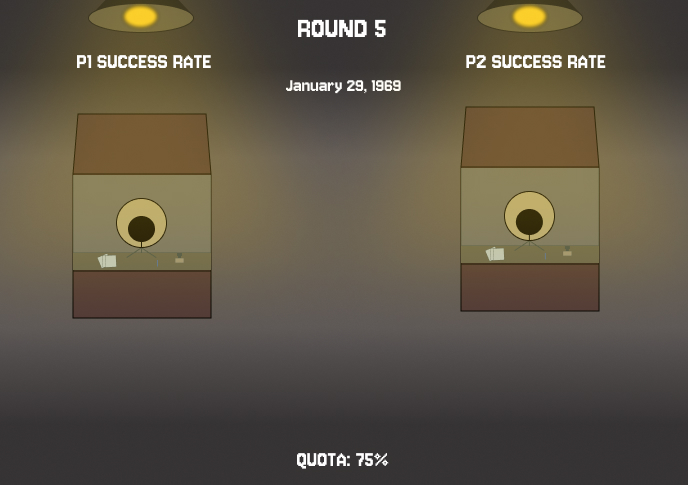 ROUND 5
P1 SUCCESS RATE
P2 SUCCESS RATE
January 29, 1969
QUOTA: 75%